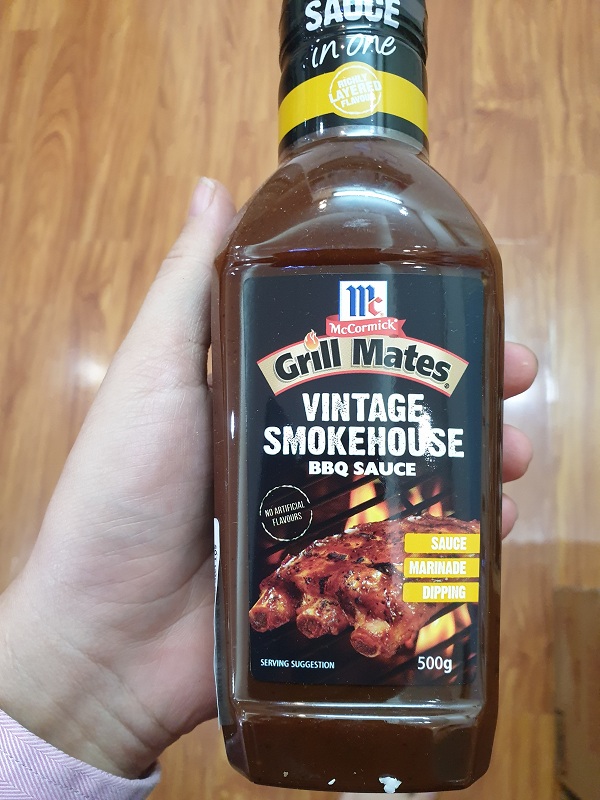 SAUCE
in·one
RICHLY
LAYERED
FLAVOURS
Mc
McCormick®
Grill Mates®
VINTAGE
SMOKEHOUSE
BBQ SAUCE
NO ARTIFICIAL
FLAVOURS
SAUCE
MARINADE
DIPPING
SERVING SUGGESTION
500g